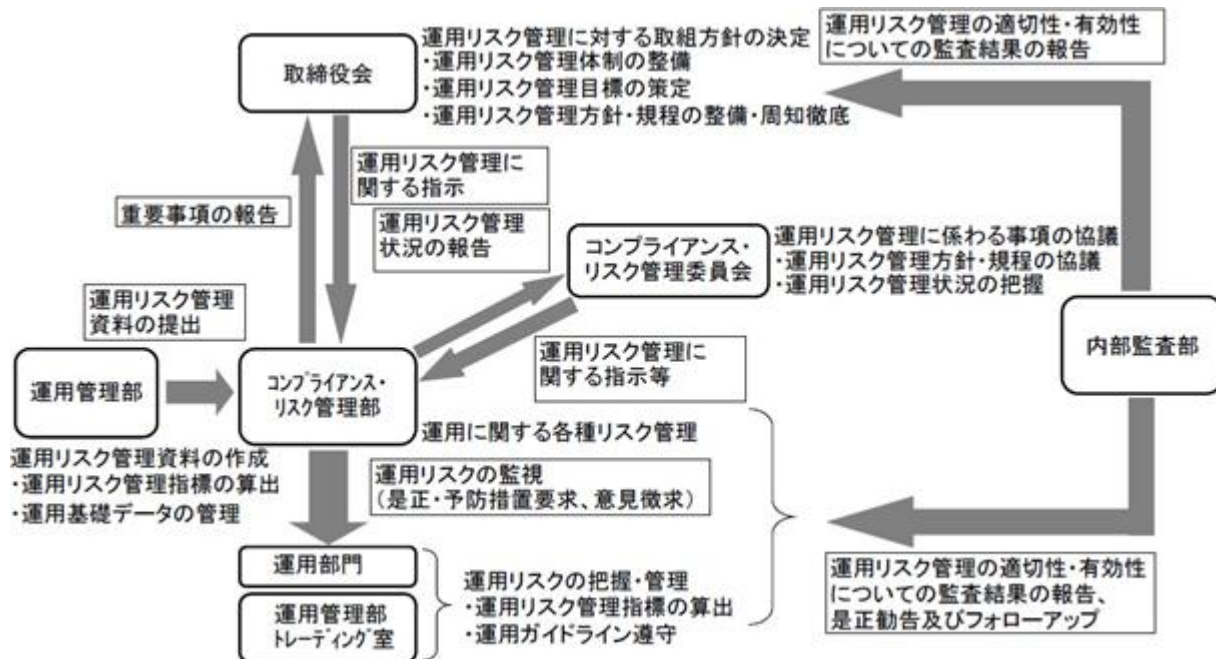 取締役会
運用リスク管理に対する取組方針の決定
・運用リスク管理体制の整備
・運用リスク管理目標の策定
・運用リスク管理方針・規程の整備・周知徹底
運用リスク管理の適切性・有効性
についての監査結果の報告
重要事項の報告
運用リスク管理に
関する指示
運用リスク管理
状況の報告
コンプライアンス・
リスク管理委員会
運用リスク管理に係わる事項の協議
・運用リスク管理方針・規程の協議
・運用リスク管理状況の把握
内部監査部
運用リスク管理
資料の提出
運用管理部
コンプライアンス・
リスク管理部
運用リスク管理に
関する指示等
運用に関する各種リスク管理
運用リスク管理資料の作成
・運用リスク管理指標の算出
・運用基礎データの管理
運用リスクの監視
(是正・予防措置要求、意見徴求)
運用部門
運用管理部
トレーディング室
運用リスクの把握・管理
・運用リスク管理指標の算出
・運用ガイドライン遵守
運用リスク管理の適切性・有効性
についての監査結果の報告、
是正勧告及びフォローアップ